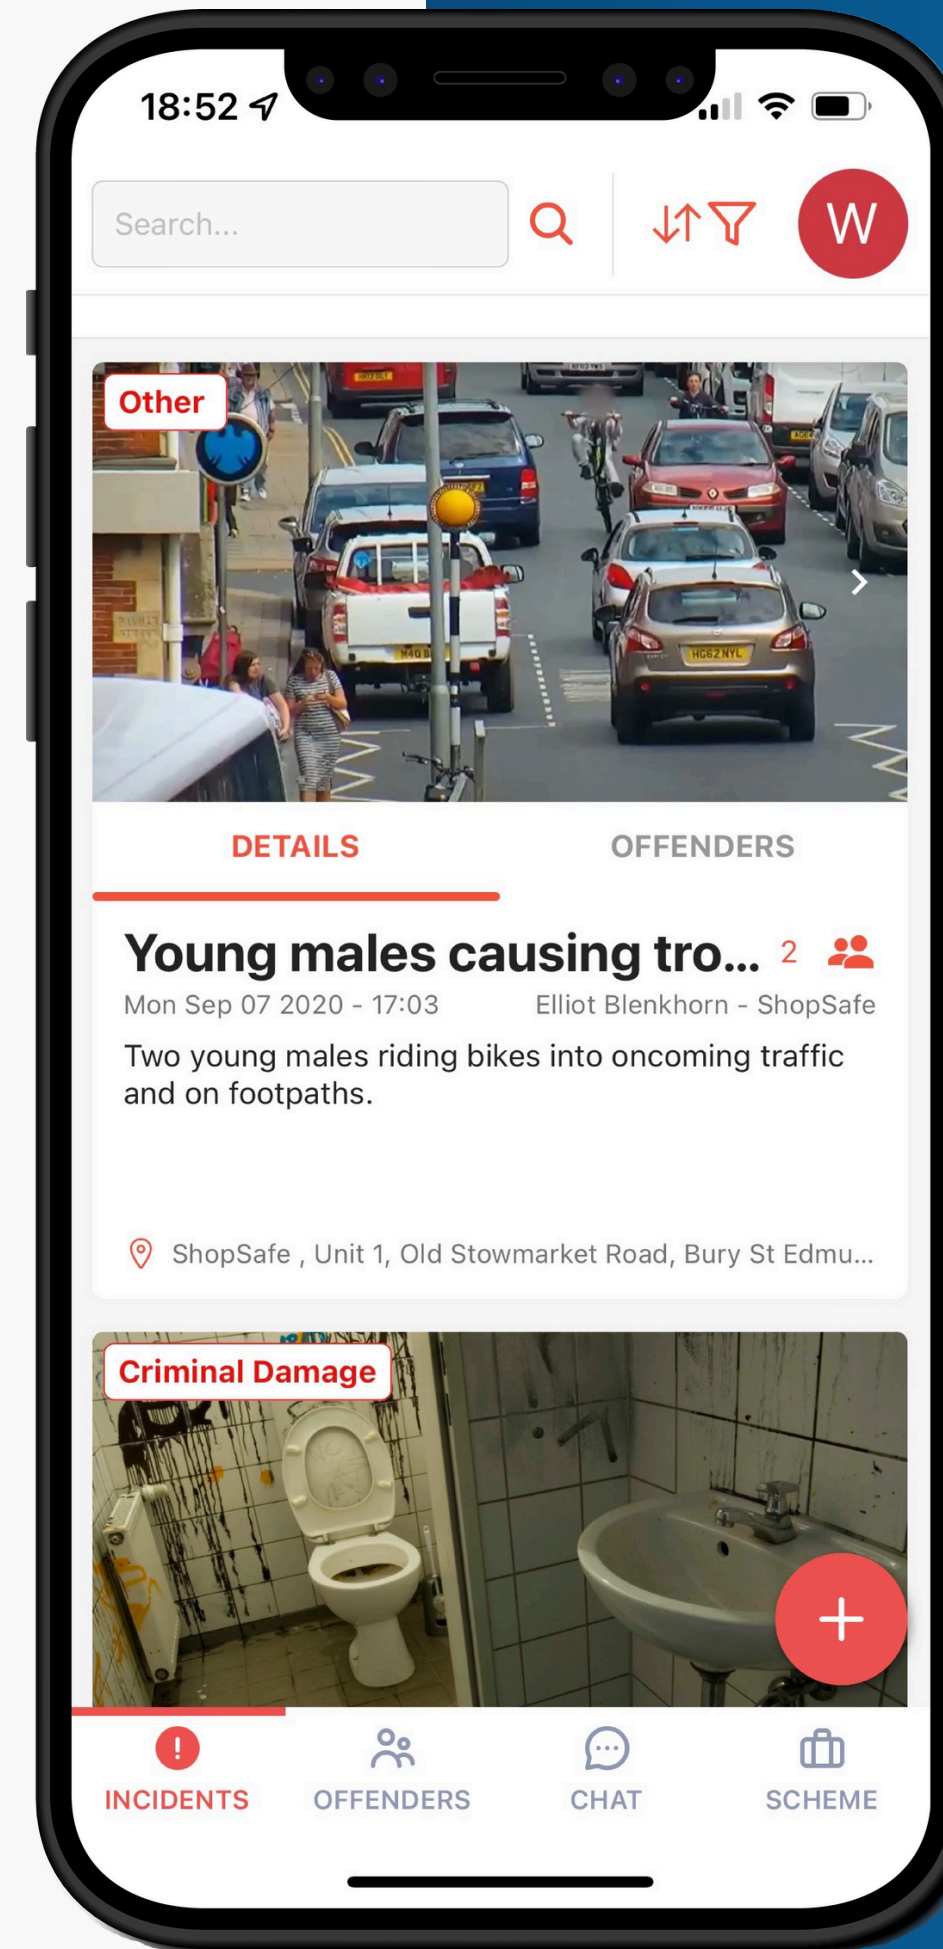 18:52
Search...
W
Other
HG62NYL
DETAILS
OFFENDERS
Young males causing tro...
2
Mon Sep 07 2020 - 17:03
Elliot Blenkhorn - ShopSafe
Two young males riding bikes into oncoming traffic
and on footpaths.
ShopSafe , Unit 1, Old Stowmarket Road, Bury St Edmu...
Criminal Damage
INCIDENTS
OFFENDERS
CHAT
SCHEME